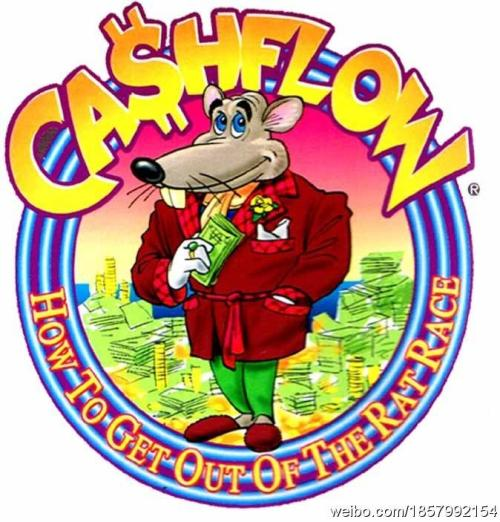 CA$HFLOW
®
HOW TO GET OUT OF THE RAT RACE
weibo.com/1857992154